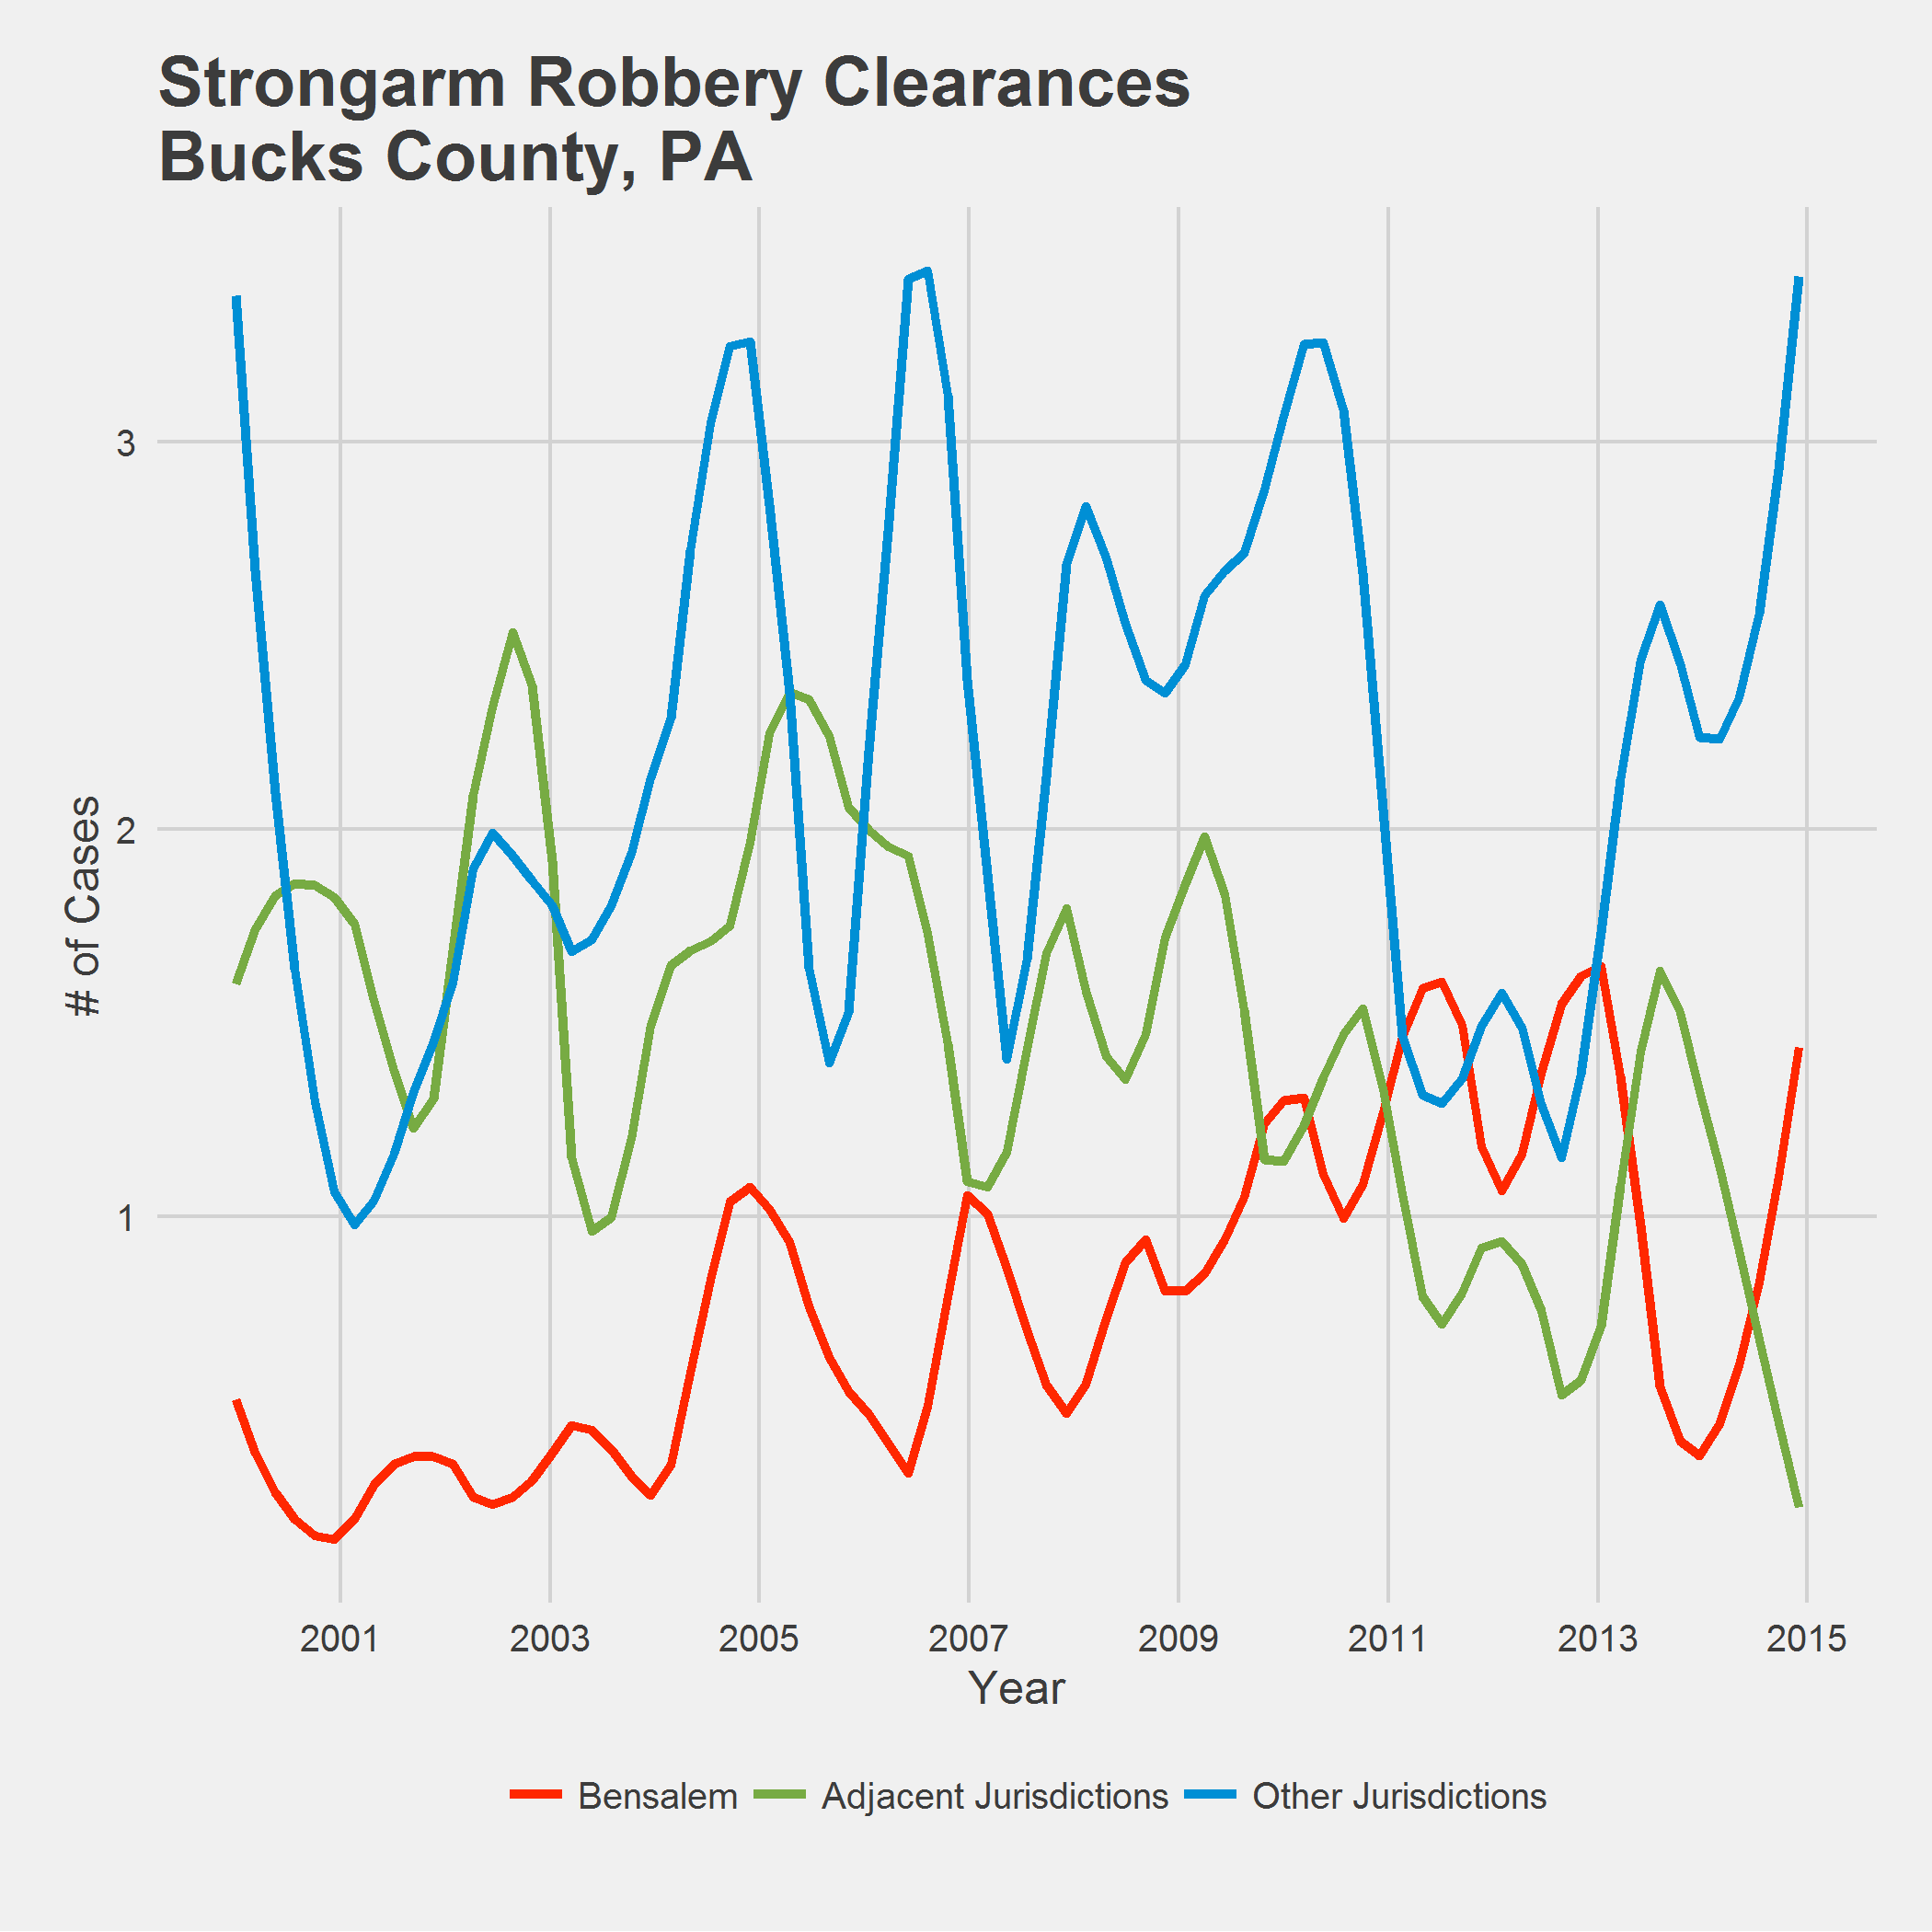 Strongarm Robbery Clearances
Bucks County, PA
# of Cases
3
2
1
2001 2003 2005 2007 2009 2011 2013 2015
Year
Bensalem Adjacent Jurisdictions Other Jurisdictions